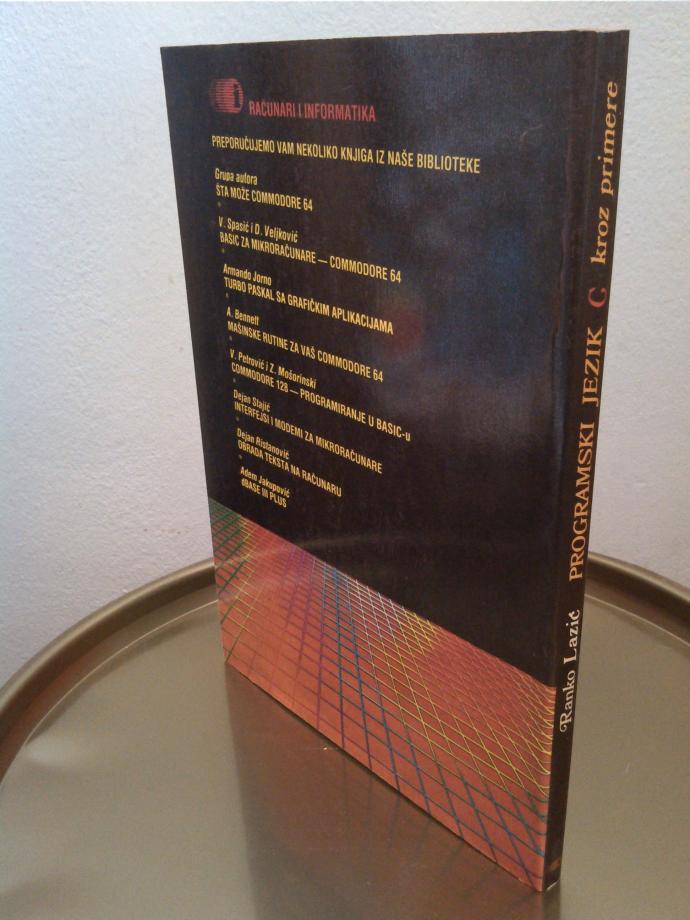 RAČUNARI I INFORMATIKA
PREPORUČUJEMO VAM NEKOLIKO KNJIGA IZ NAŠE BIBLIOTEKE
Grupa autora
ŠTA MOŽE COMMODORE 64
V. Spasić i D. Veljković
BASIC ZA MIKRORAČUNARE — COMMODORE 64
Armando Jorno
TURBO PASKAL SA GRAFIČKIM APLIKACIJAMA
A. Bennett
MAŠINSKE RUTINE ZA VAŠ COMMODORE 64
V. Petrović i Z. Mošorinski
COMMODORE 128 — PROGRAMIRANJE U BASIC-u
Dejan Slajić
INTERFEJSI I MODEMI ZA MIKRORAČUNARE
Dejan Ristanović
OBRADA TEKSTA NA RAČUNARU
Adem Jakupović
dBASE III PLUS
Ranko Lazić PROGRAMSKI JEZIK C kroz primere